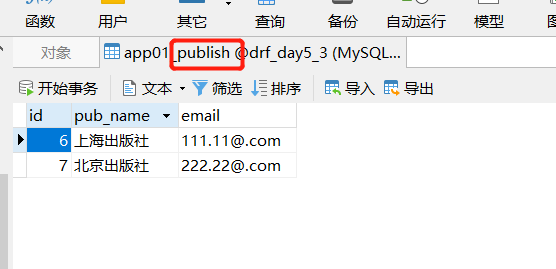 函数 用户 其它 查询 备份 自动运行 模型
对象 app01_publish @drf_day5_3 (MySQL...
开始事务 文本 筛选 排序 导入 导出
id pub_name email
6 上海出版社 111.11@.com
7 北京出版社 222.22@.com